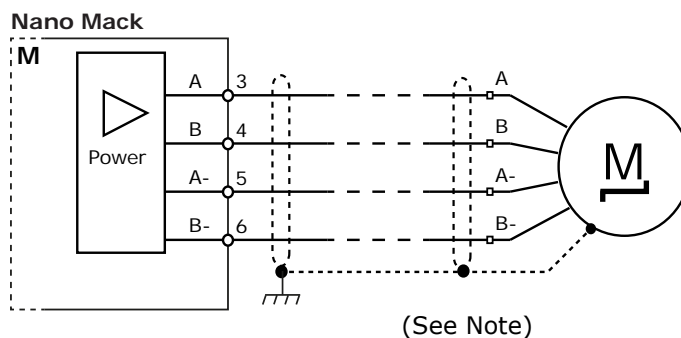 Nano Mack
M
A 3 A
B 4 B
Power
M
A- 5 A-
B- 6 B-
(See Note)